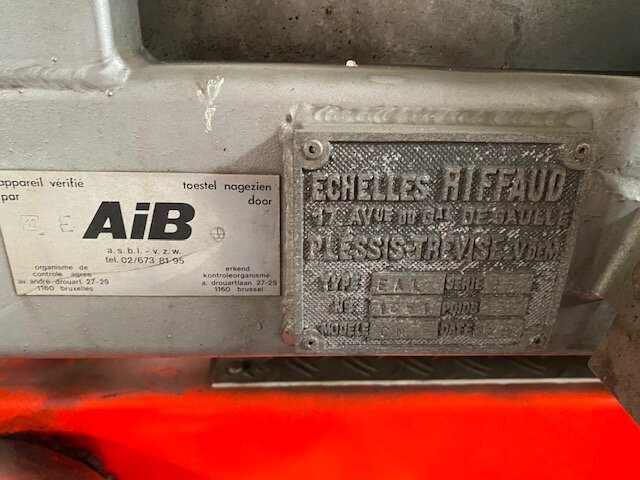 appareil vérifié
par
toestel nagezien
door
AiB
a.s.b.l. - v.z.w.
tel. 02/673 81 95
organisme de
contrôle agréé
av. andré drouart 27-29
1160 bruxelles
erkend
kontroleorganisme
a. drouartlaan 27-29
1160 brussel
ECHELLES RIFFAUD
17 AVUE DU GAL DE GAULLE
PLESSIS-TREVISE
TYPE SERIE
Nº POIDS
MODELE DATE